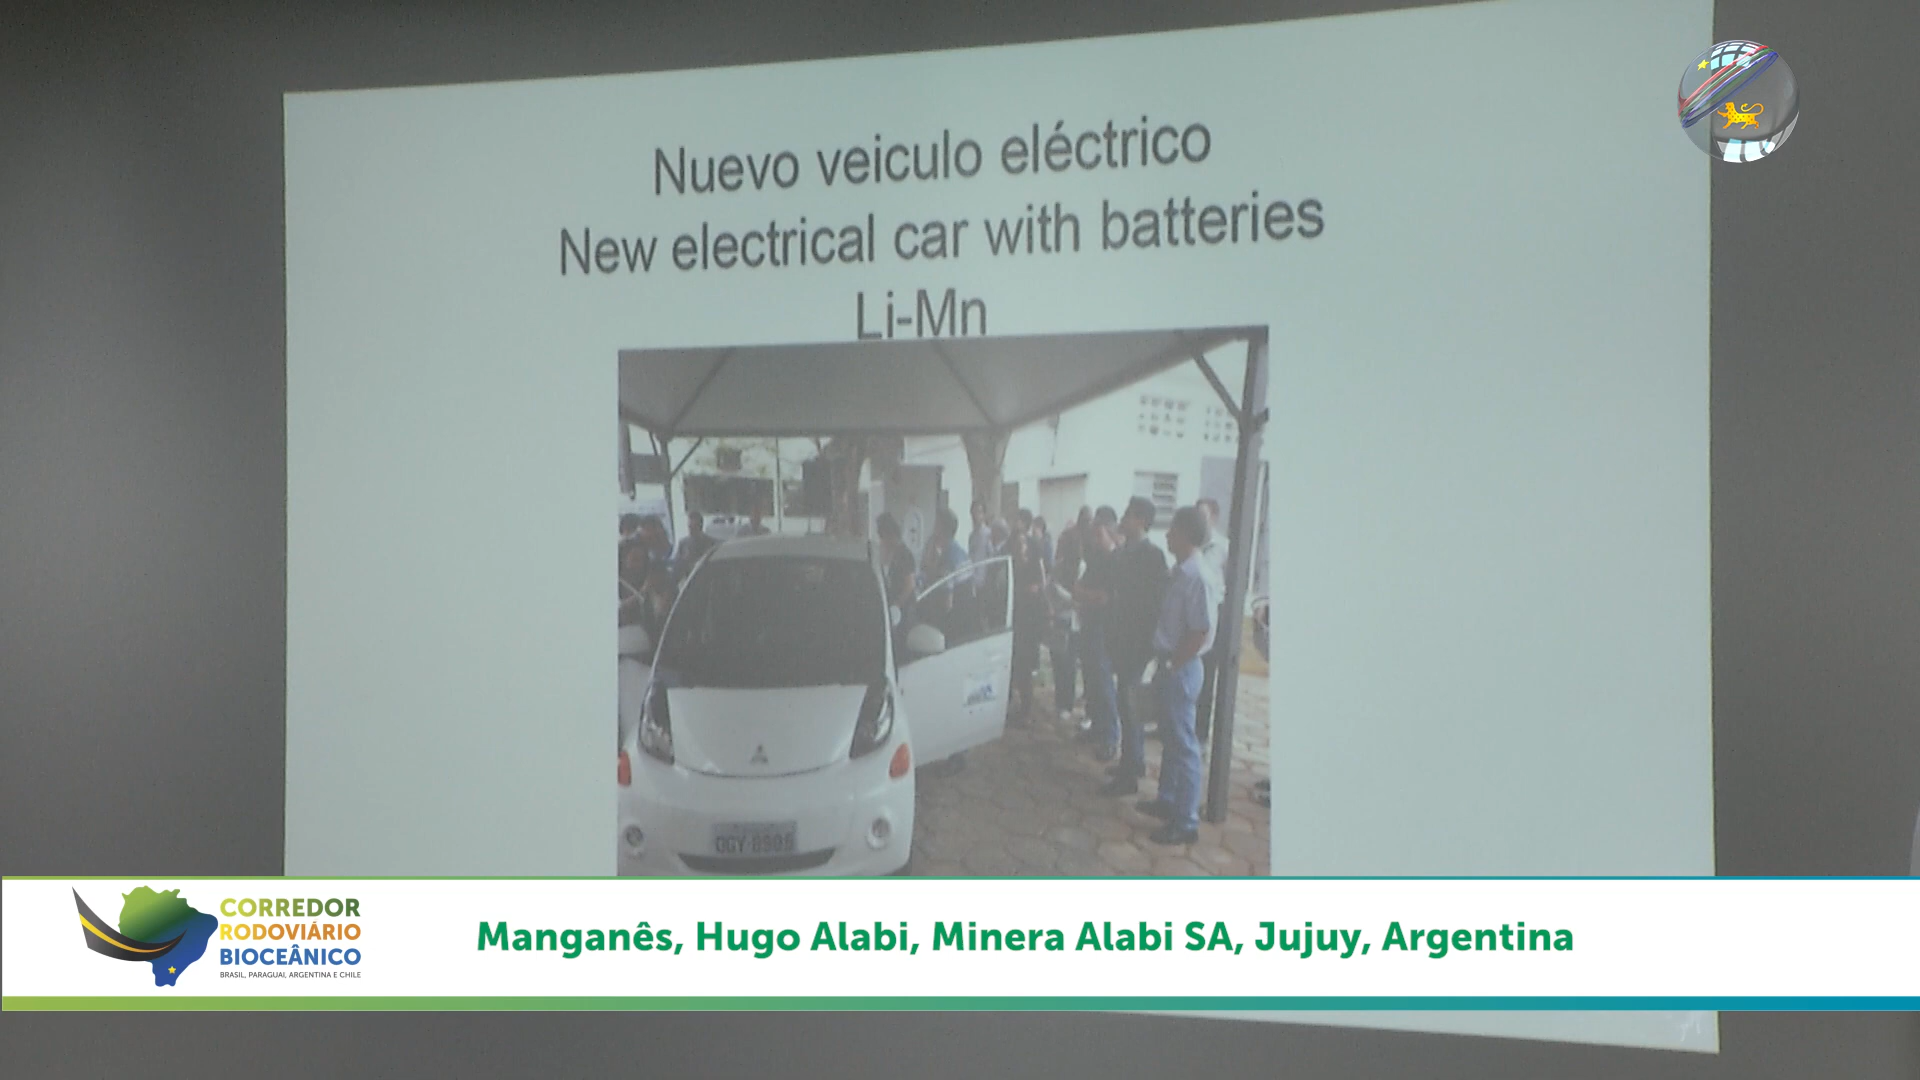 Nuevo veiculo eléctrico
New electrical car with batteries
Li-Mn
CORREDOR
RODOVIÁRIO
BIOCEÂNICO
BRASIL, PARAGUAI, ARGENTINA E CHILE
Manganês, Hugo Alabi, Minera Alabi SA, Jujuy, Argentina